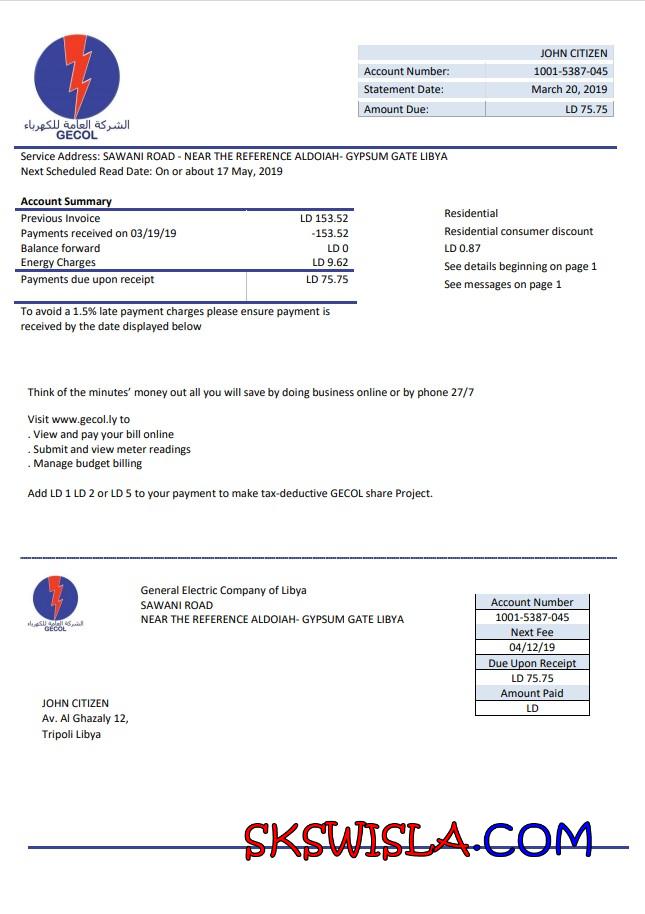 JOHN CITIZEN
Account Number: 1001-5387-045
Statement Date: March 20, 2019
Amount Due: LD 75.75
الشركة العامة للكهرباء
GECOL
Service Address: SAWANI ROAD - NEAR THE REFERENCE ALDOIAH- GYPSUM GATE LIBYA
Next Scheduled Read Date: On or about 17 May, 2019
Account Summary
Previous Invoice LD 153.52
Payments received on 03/19/19 -153.52
Balance forward LD 0
Energy Charges LD 9.62
Payments due upon receipt LD 75.75
Residential
Residential consumer discount
LD 0.87
See details beginning on page 1
See messages on page 1
To avoid a 1.5% late payment charges please ensure payment is
received by the date displayed below
Think of the minutes’ money out all you will save by doing business online or by phone 27/7
Visit www.gecol.ly to
. View and pay your bill online
. Submit and view meter readings
. Manage budget billing
Add LD 1 LD 2 or LD 5 to your payment to make tax-deductive GECOL share Project.
الشركة العامة للكهرباء
GECOL
General Electric Company of Libya
SAWANI ROAD
NEAR THE REFERENCE ALDOIAH- GYPSUM GATE LIBYA
Account Number
1001-5387-045
Next Fee
04/12/19
Due Upon Receipt
LD 75.75
Amount Paid
LD
JOHN CITIZEN
Av. Al Ghazaly 12,
Tripoli Libya
SKSWISLA.COM